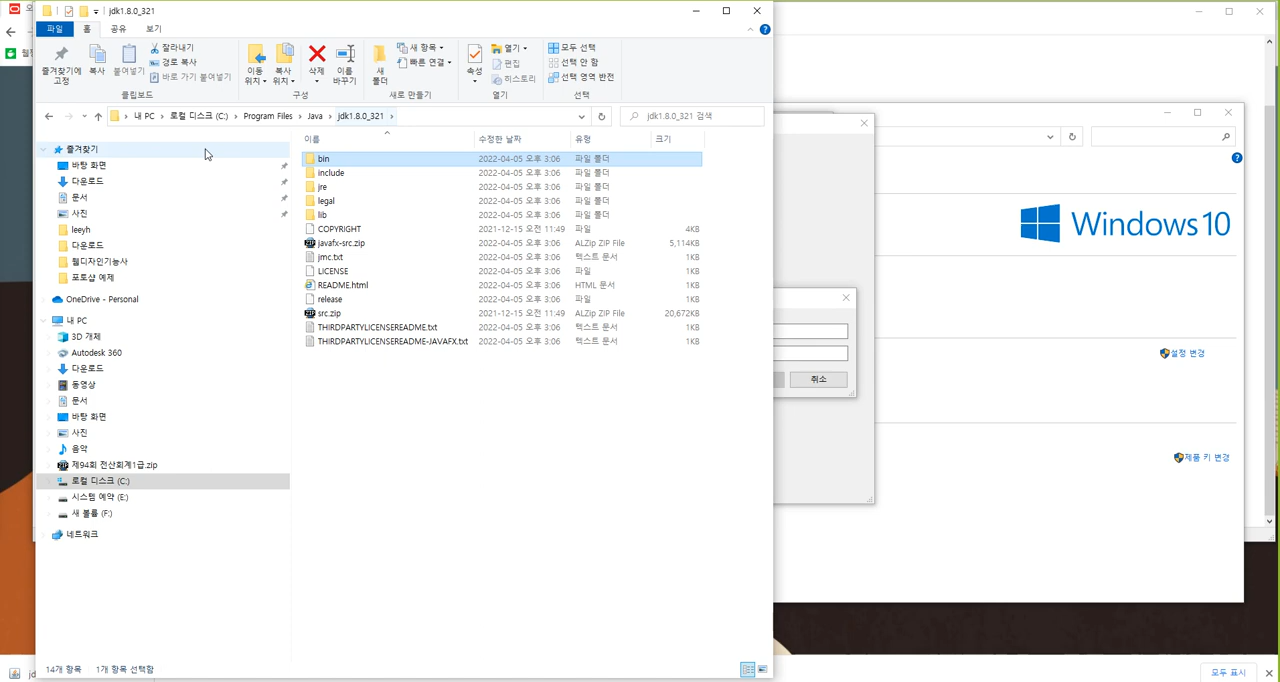 jdk1.8.0_321
파일
홈
공유
보기
즐겨찾기에
고정
복사
붙여넣기
잘라내기
경로 복사
바로 가기 붙여넣기
클립보드
이동
위치
복사
위치
삭제
이름
바꾸기
구성
새
폴더
새 항목
빠른 연결
새로 만들기
속성
열기
편집
히스토리
열기
모두 선택
선택 안 함
선택 영역 반전
선택
내 PC > 로컬 디스크 (C:) > Program Files > Java > jdk1.8.0_321 >
jdk1.8.0_321 검색
이름 수정한 날짜 유형 크기
즐겨찾기
바탕 화면
다운로드
문서
사진
leeyh
다운로드
웹디자인기능사
포토샵 예제
OneDrive - Personal
내 PC
3D 개체
Autodesk 360
다운로드
동영상
문서
바탕 화면
사진
음악
제94회 전산회계1급.zip
로컬 디스크 (C:)
시스템 예약 (E:)
새 볼륨 (F:)
네트워크
bin 2022-04-05 오후 3:06 파일 폴더
include 2022-04-05 오후 3:06 파일 폴더
jre 2022-04-05 오후 3:06 파일 폴더
legal 2022-04-05 오후 3:06 파일 폴더
lib 2022-04-05 오후 3:06 파일 폴더
COPYRIGHT 2021-12-15 오전 11:49 파일 4KB
javafx-src.zip 2022-04-05 오후 3:06 ALZip ZIP File 5,114KB
jmc.txt 2022-04-05 오후 3:06 텍스트 문서 1KB
LICENSE 2022-04-05 오후 3:06 파일 1KB
README.html 2022-04-05 오후 3:06 HTML 문서 1KB
release 2022-04-05 오후 3:06 파일 1KB
src.zip 2021-12-15 오전 11:49 ALZip ZIP File 20,672KB
THIRDPARTYLICENSEREADME.txt 2022-04-05 오후 3:06 텍스트 문서 1KB
THIRDPARTYLICENSEREADME-JAVAFX.txt 2022-04-05 오후 3:06 텍스트 문서 1KB
14개 항목 1개 항목 선택함
Windows 10
설정 변경
취소
제품 키 변경
모두 표시